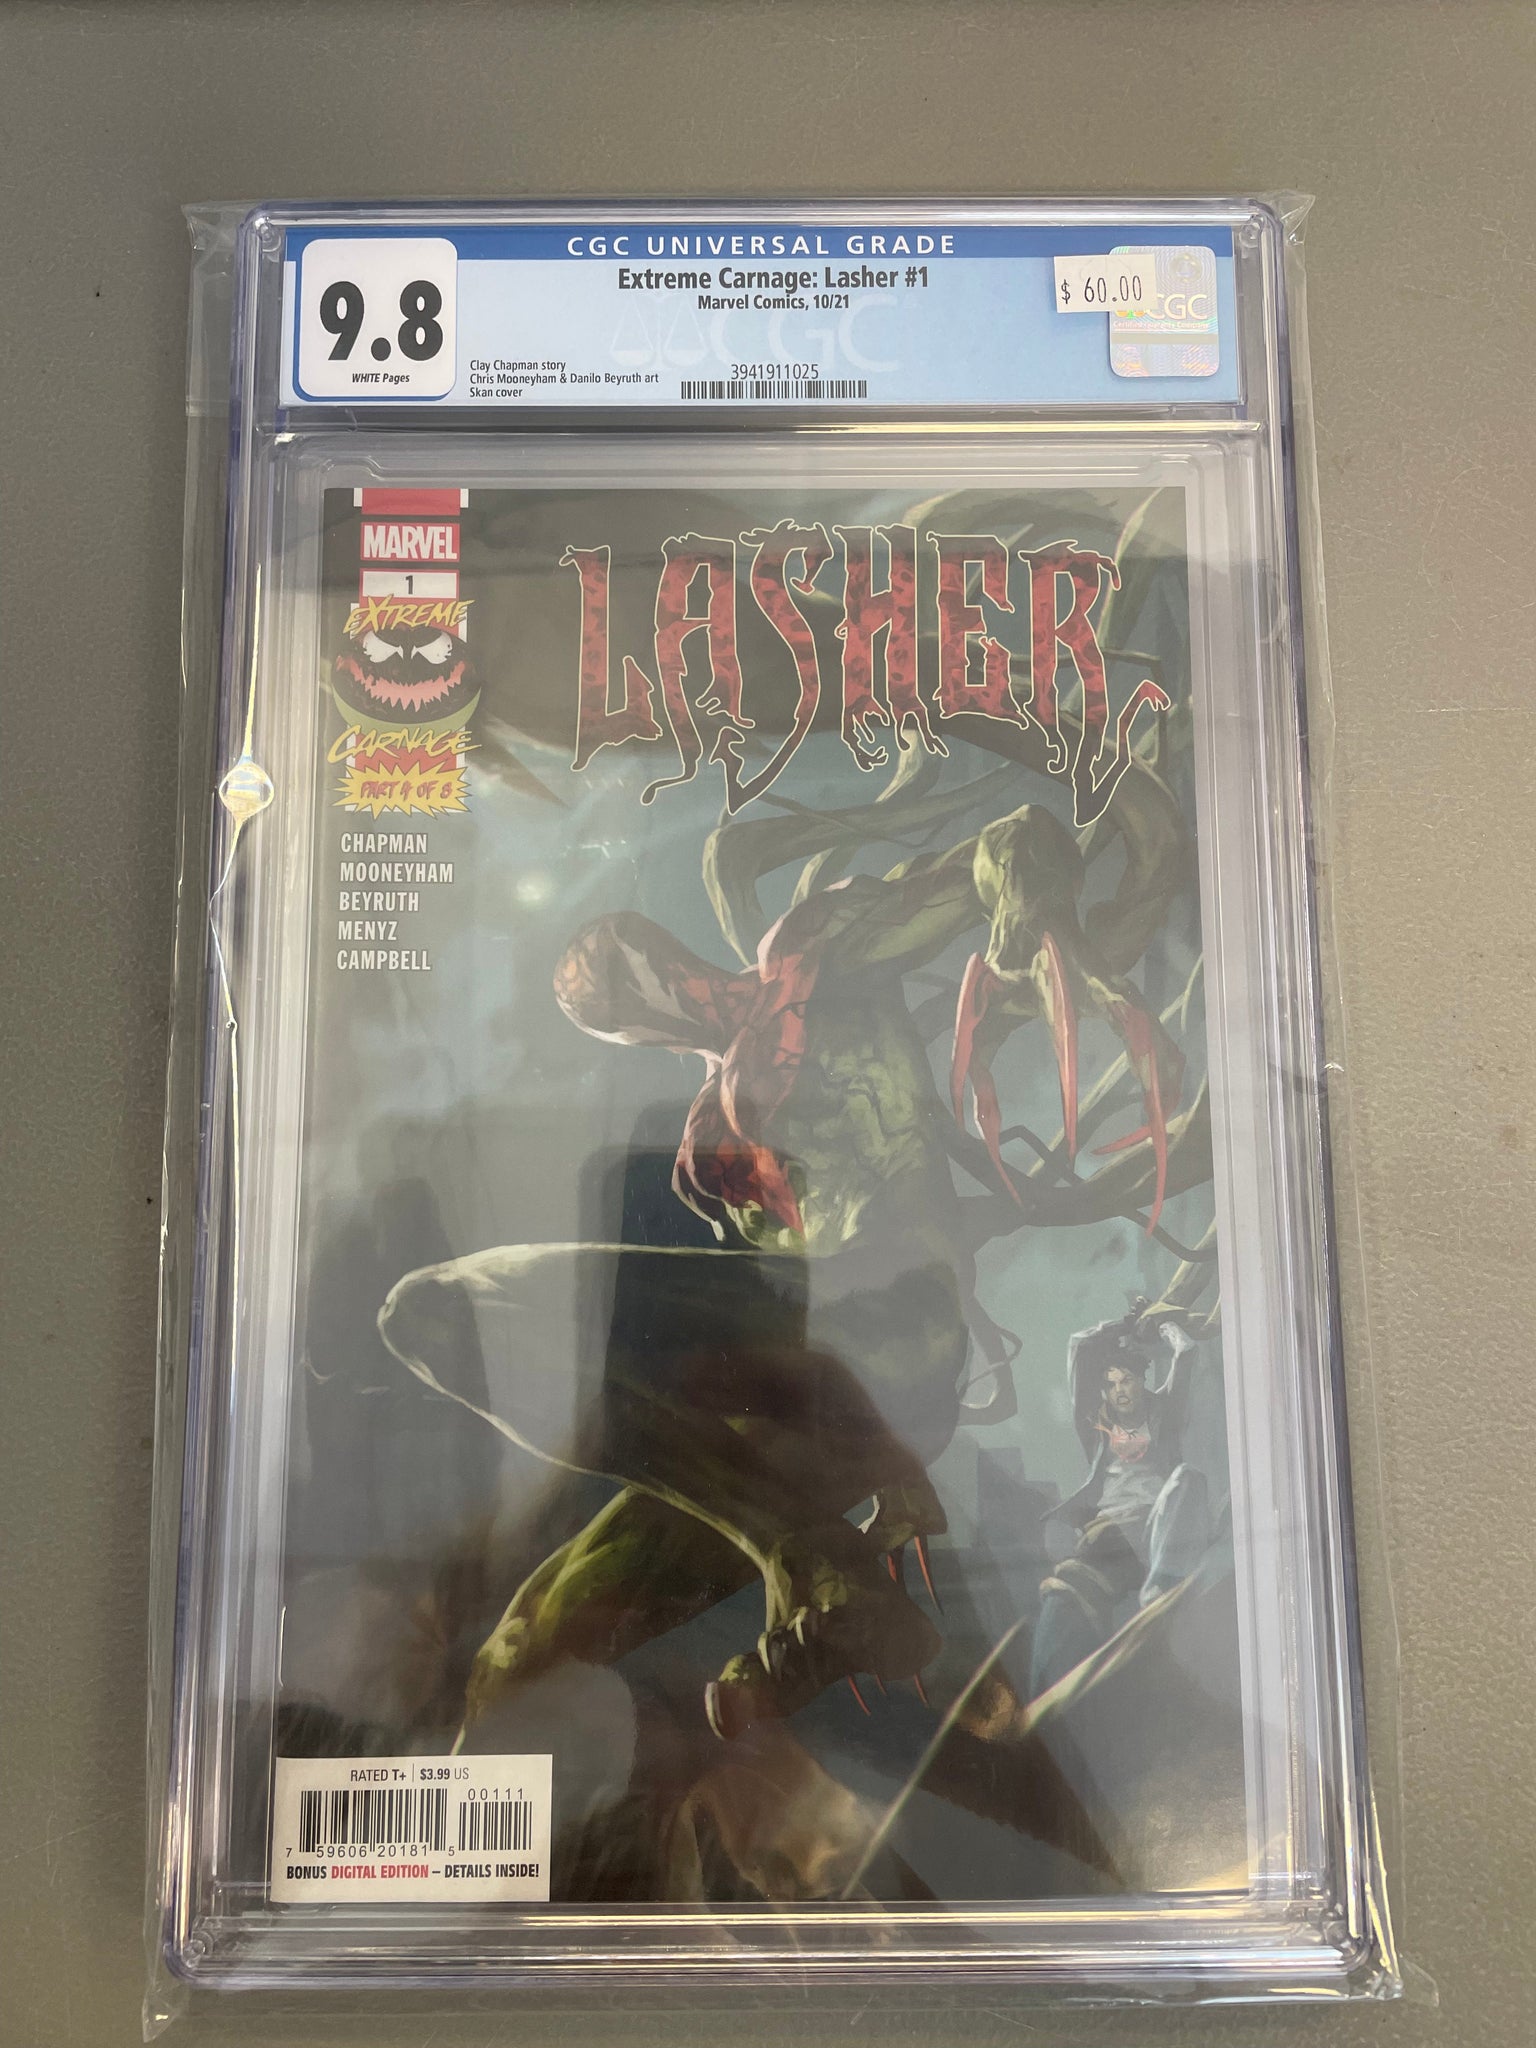 CGC UNIVERSAL GRADE
9.8
WHITE Pages
Extreme Carnage: Lasher #1
Marvel Comics, 10/21
$ 60.00
CGC
Clay Chapman story
Chris Mooneyham & Danilo Beyruth art
Skan cover
3941911025
CGC
MARVEL
1
EXTREME
CARNAGE
PART 4 OF 8
LASHER
CHAPMAN
MOONEYHAM
BEYRUTH
MENYZ
CAMPBELL
RATED T+ | $3.99 US
00111
7 59606 20181 5
BONUS DIGITAL EDITION – DETAILS INSIDE!